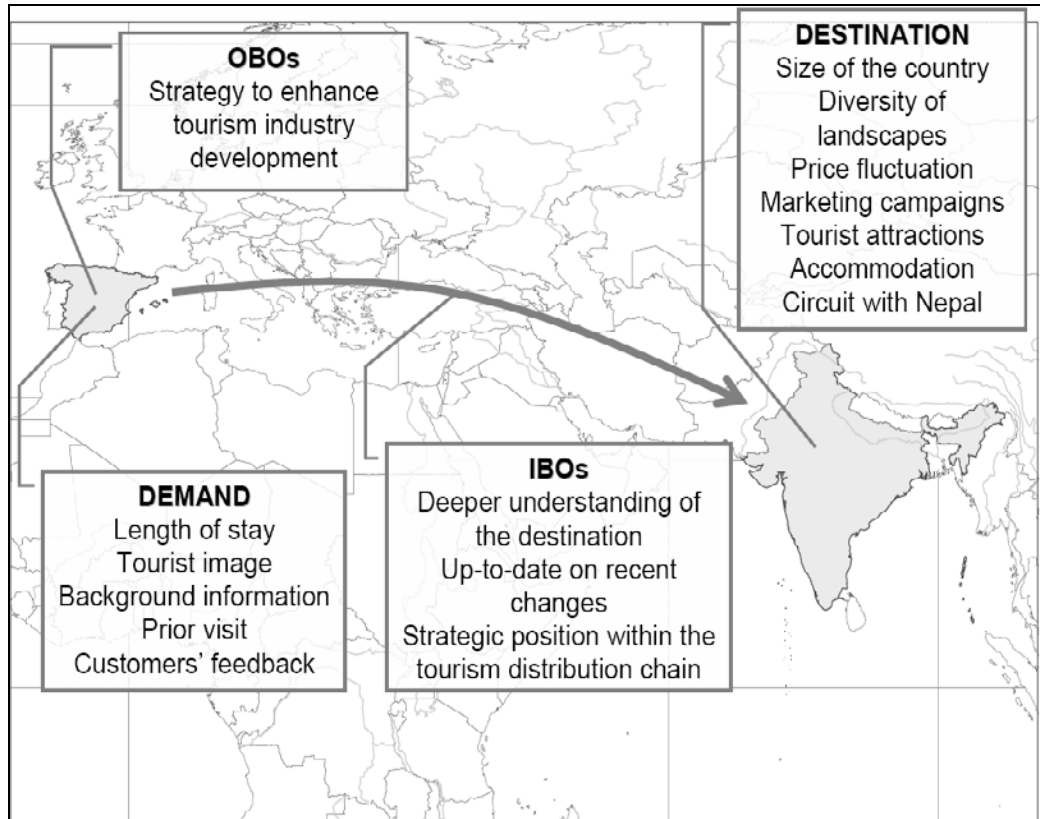 OBOs
Strategy to enhance
tourism industry
development
DESTINATION
Size of the country
Diversity of
landscapes
Price fluctuation
Marketing campaigns
Tourist attractions
Accommodation
Circuit with Nepal
DEMAND
Length of stay
Tourist image
Background information
Prior visit
Customers’ feedback
IBOs
Deeper understanding of
the destination
Up-to-date on recent
changes
Strategic position within the
tourism distribution chain